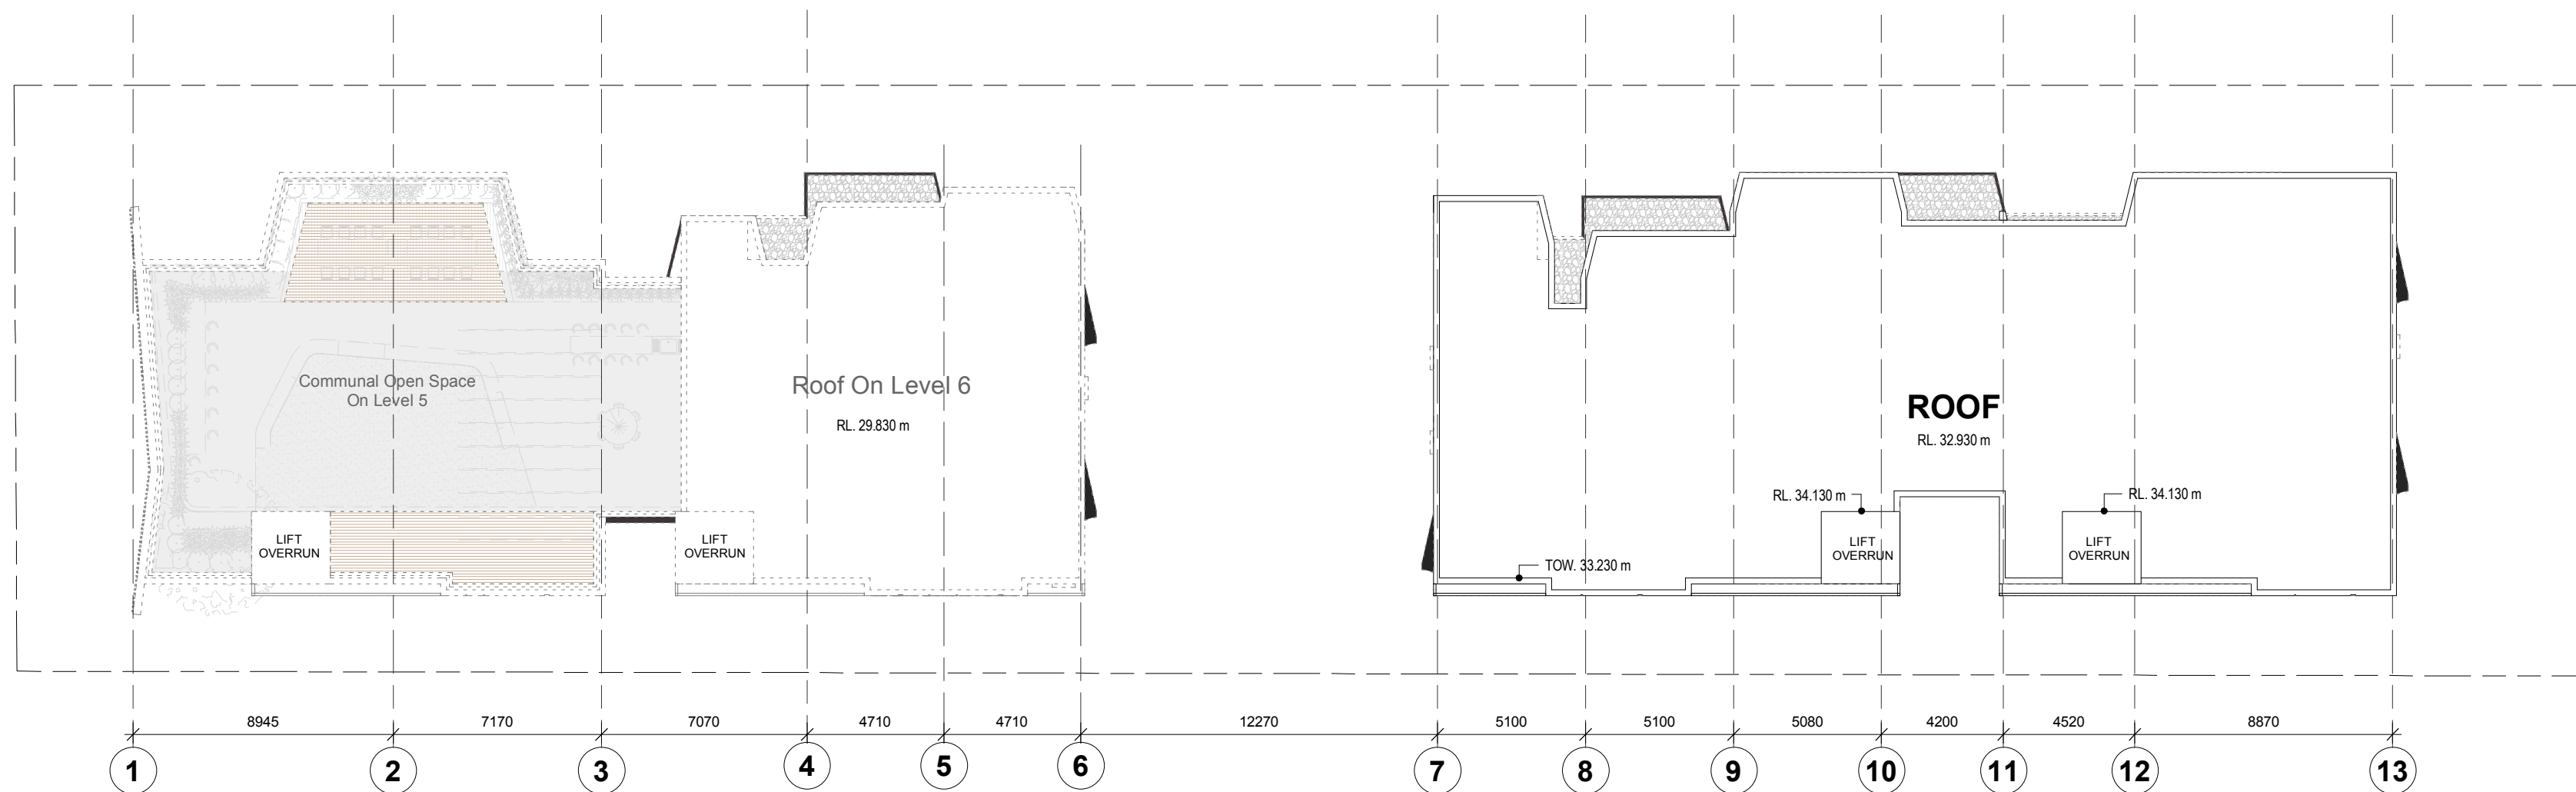 Communal Open Space
On Level 5
Roof On Level 6
RL. 29.830 m
ROOF
RL. 32.930 m
RL. 34.130 m
RL. 34.130 m
LIFT
OVERRUN
LIFT
OVERRUN
LIFT
OVERRUN
LIFT
OVERRUN
TOW. 33.230 m
8945 7170 7070 4710 4710 12270 5100 5100 5080 4200 4520 8870
1 2 3 4 5 6 7 8 9 10 11 12 13